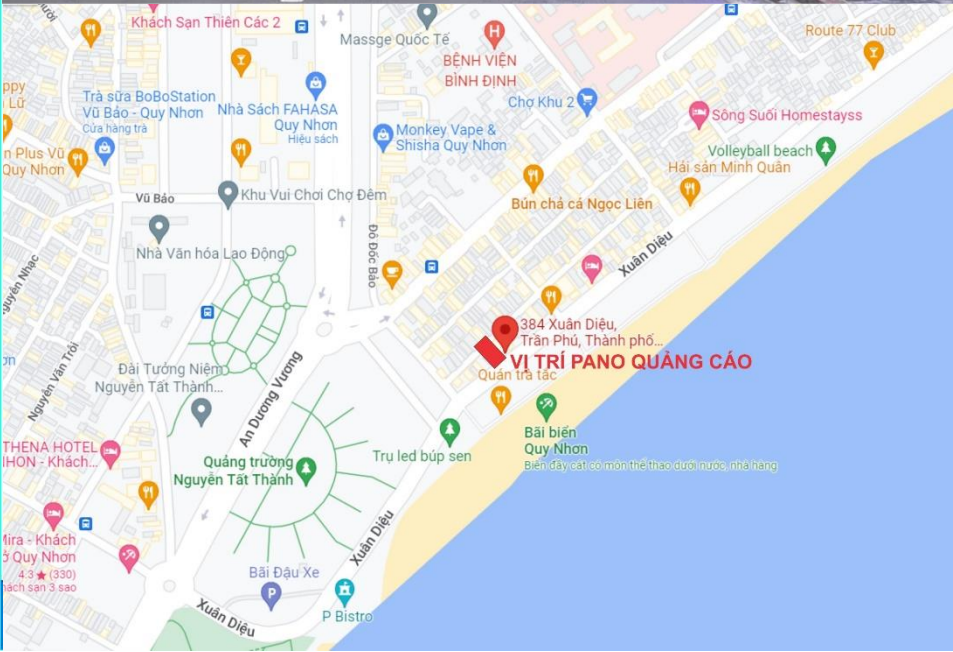 Khách Sạn Thiên Các 2
Massge Quốc Tế
BỆNH VIỆN
BÌNH ĐỊNH
Route 77 Club
Trà sữa BoBoStation
Vũ Bảo - Quy Nhơn
Cửa hàng trà
Nhà Sách FAHASA
Quy Nhơn
Hiệu sách
Chợ Khu 2
Sông Suối Homestayss
Monkey Vape &
Shisha Quy Nhơn
Volleyball beach
Hải sản Minh Quân
n Plus Vũ
Quy Nhơn
Vũ Bảo
Khu Vui Chơi Chợ Đêm
Bún chả cá Ngọc Liên
Đô Đốc Bảo
Nhà Văn hóa Lao Động
Xuân Diệu
384 Xuân Diệu,
Trần Phú, Thành phố...
VỊ TRÍ PANO QUẢNG CÁO
Quán trà tắc
Nguyễn Văn Trỗi
Đài Tưởng Niệm
Nguyễn Tất Thành...
An Dương Vương
Bãi biển
Quy Nhơn
Biển đầy cát có môn thể thao dưới nước, nhà hàng
Trụ led búp sen
THENA HOTEL
NHON - Khách...
Quảng trường
Nguyễn Tất Thành
Xuân Diệu
Mira - Khách
ở Quy Nhơn
4.3 ★ (330)
hách sạn 3 sao
Bãi Đậu Xe
P Bistro
Xuân Diệu